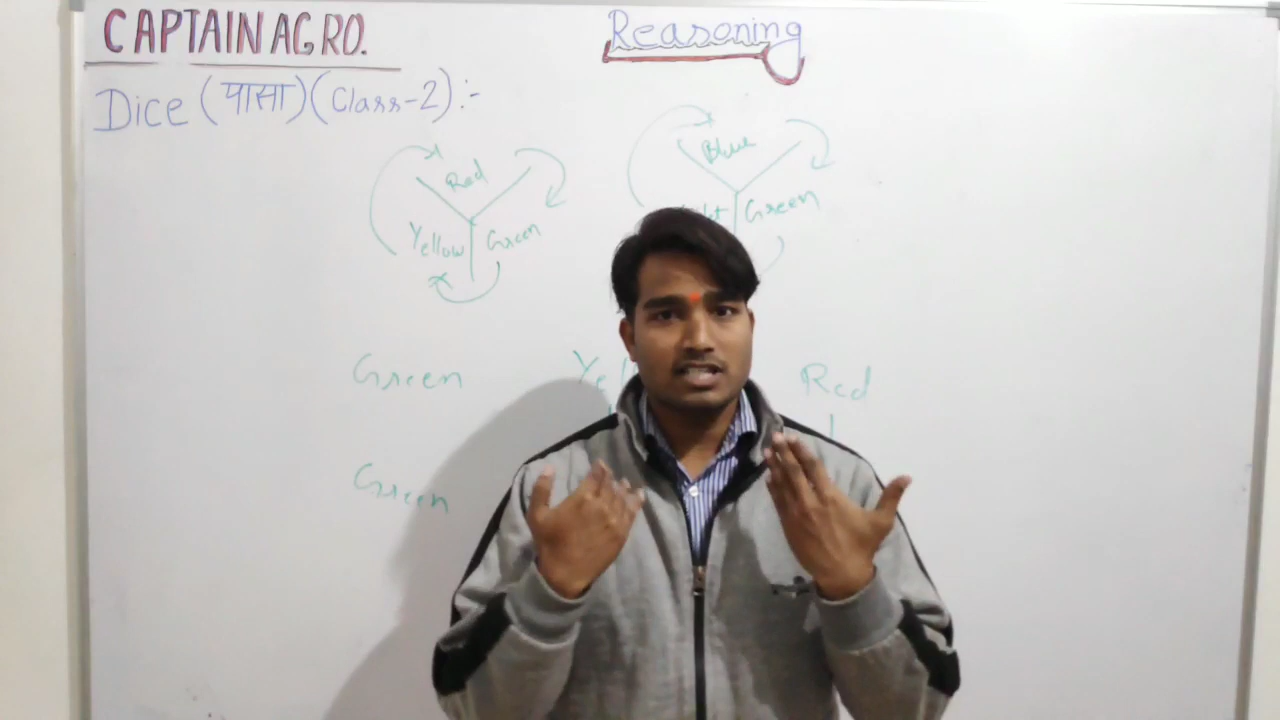 CAPTAIN AGRO.
Reasoning
Dice (पासा) (Class-2):-
Red
Yellow Green
Blue
Green
Green Red
Green